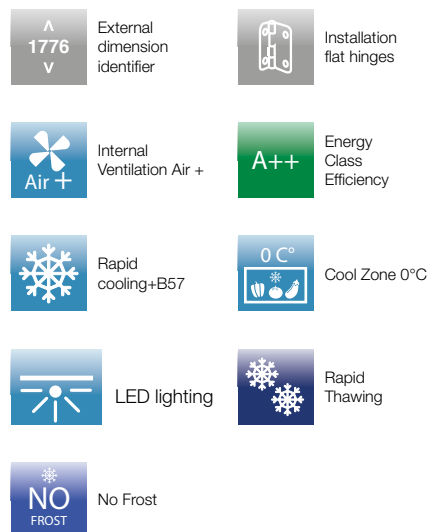 1776
External
dimension
identifier
Installation
flat hinges
Air +
Internal
Ventilation Air +
A++
Energy
Class
Efficiency
Rapid
cooling+B57
0 C°
Cool Zone 0°C
LED lighting
Rapid
Thawing
NO
FROST
No Frost